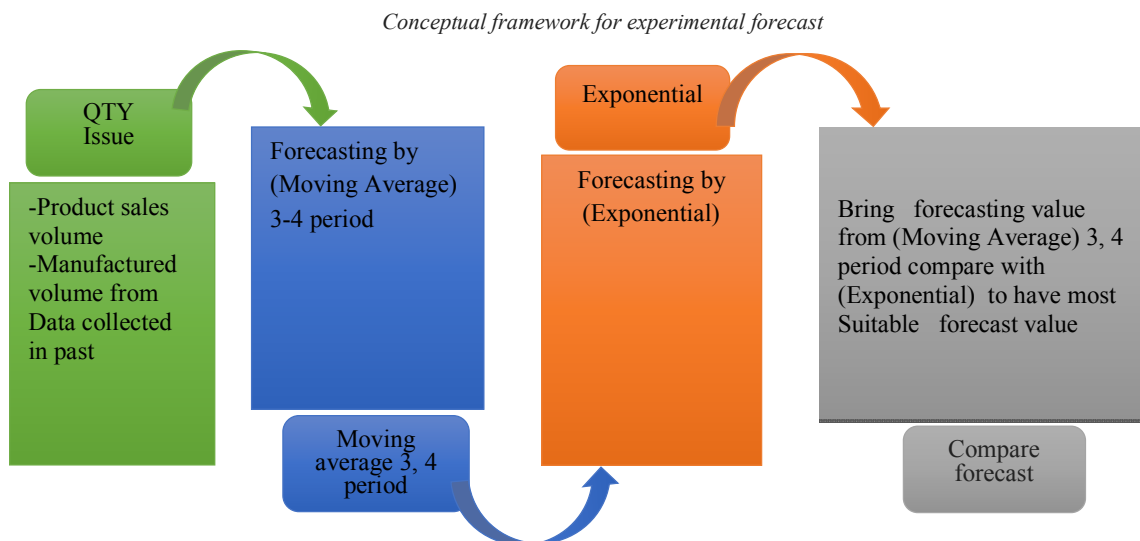 Conceptual framework for experimental forecast
QTY
Issue
-Product sales
volume
-Manufactured
volume from
Data collected
in past
Forecasting by
(Moving Average)
3-4 period
Moving
average 3, 4
period
Exponential
Forecasting by
(Exponential)
Bring forecasting value
from (Moving Average) 3, 4
period compare with
(Exponential) to have most
Suitable forecast value
Compare
forecast